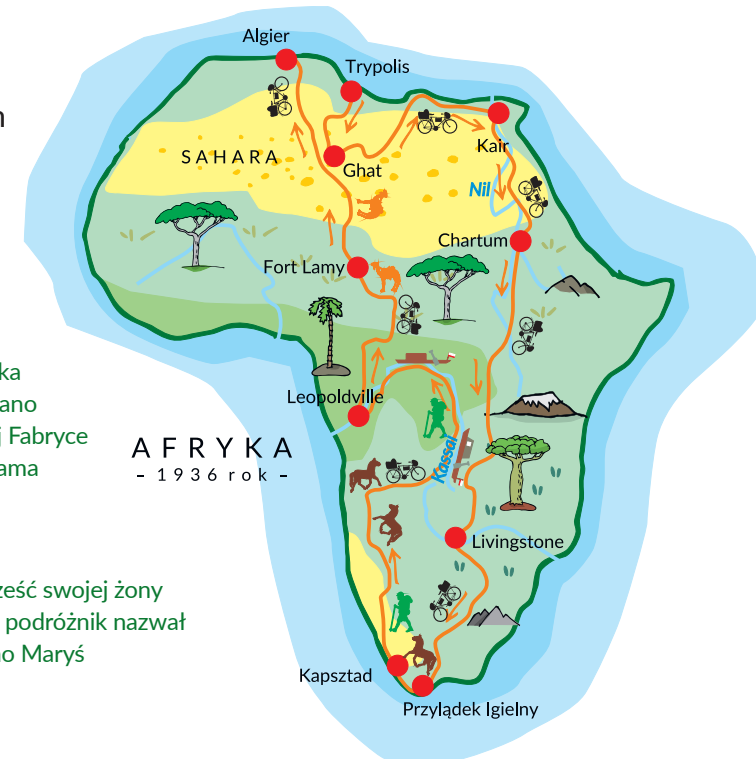 Algier
Trypolis
SAHARA
Ghat
Kair
Nil
Chartum
Fort Lamy
Leopoldville
Kassai
AFRYKA
- 1936 rok -
Livingstone
Kapsztad
Przylądek Igielny
ka
ano
j Fabryce
ama
ześć swojej żony
podróżnik nazwał
o Maryś